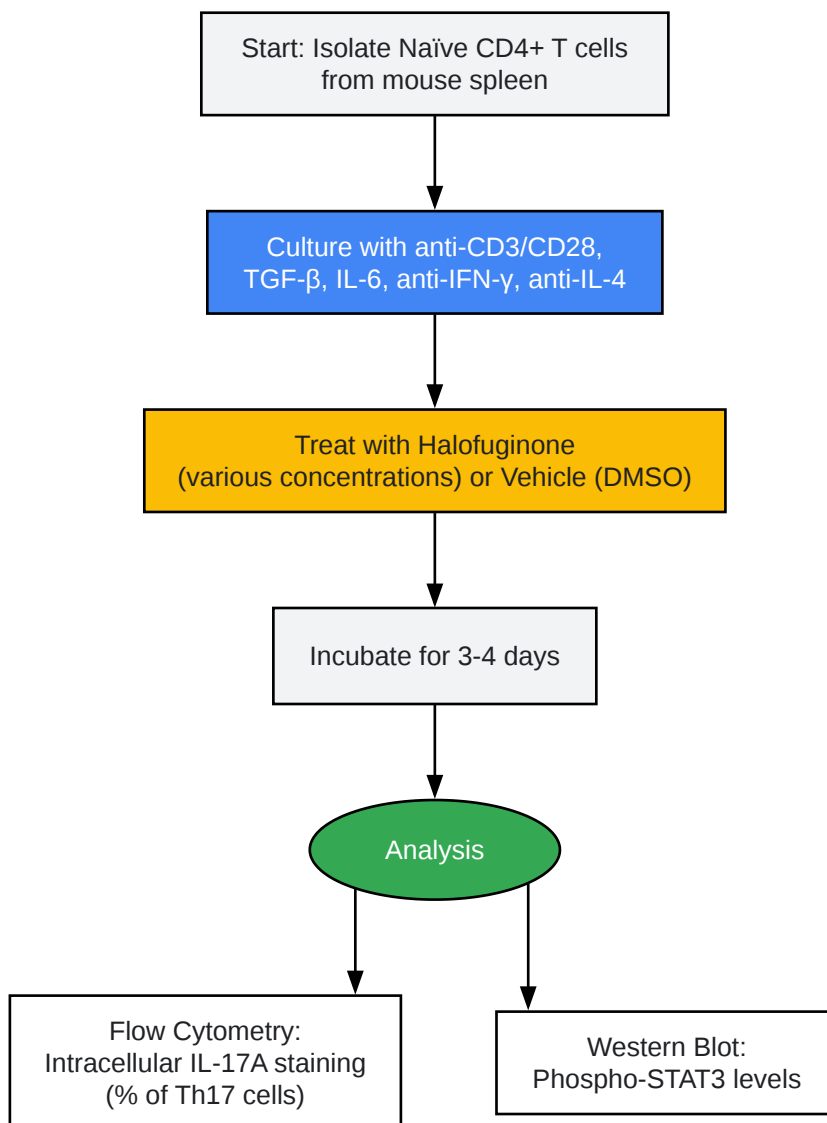 Start: Isolate Naïve CD4+ T cells
from mouse spleen
Culture with anti-CD3/CD28,
TGF-β, IL-6, anti-IFN-γ, anti-IL-4
Treat with Halofuginone
(various concentrations) or Vehicle (DMSO)
Incubate for 3-4 days
Analysis
Flow Cytometry:
Intracellular IL-17A staining
(% of Th17 cells)
Western Blot:
Phospho-STAT3 levels